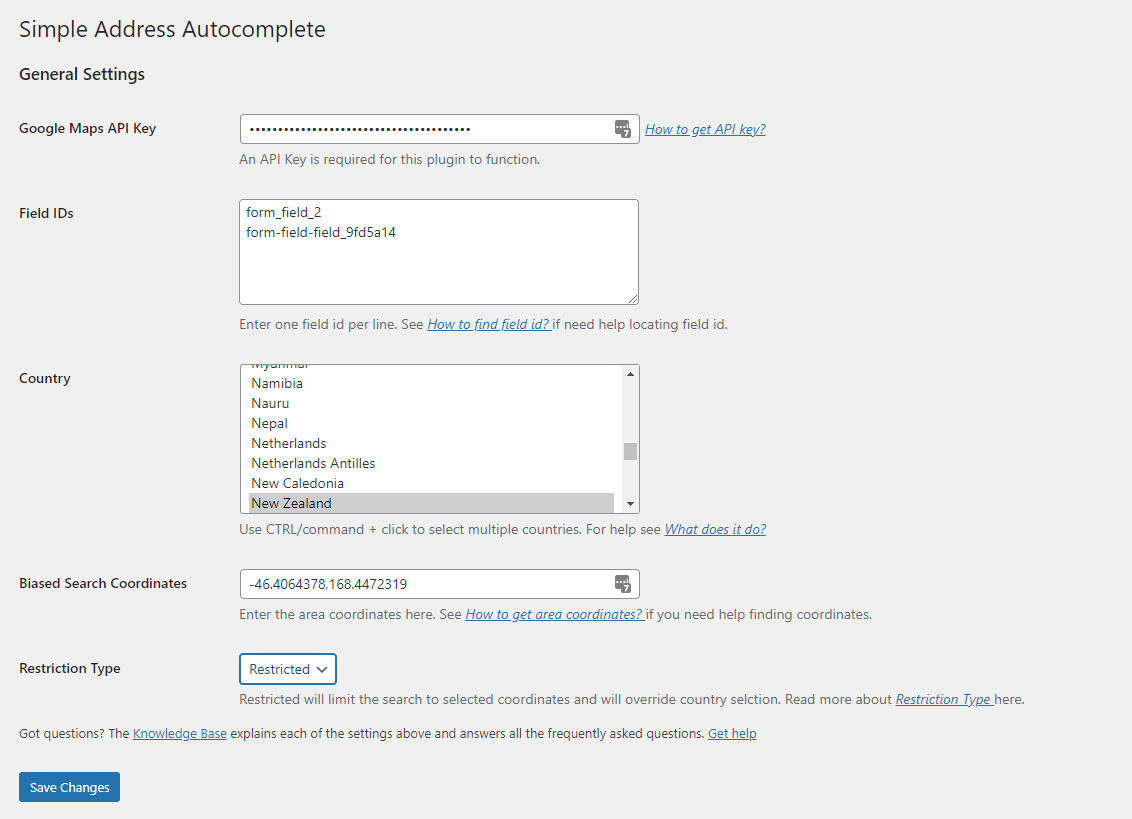 Simple Address Autocomplete
General Settings
Google Maps API Key
••••••••••••••••••••••••••••••••••••••• 7 How to get API key?
An API Key is required for this plugin to function.
Field IDs
form_field_2
form-field-field_9fd5a14
Enter one field id per line. See How to find field id? if need help locating field id.
Country
Myanmar
Namibia
Nauru
Nepal
Netherlands
Netherlands Antilles
New Caledonia
New Zealand
Use CTRL/command + click to select multiple countries. For help see What does it do?
Biased Search Coordinates
-46.4064378,168.4472319 7
Enter the area coordinates here. See How to get area coordinates? if you need help finding coordinates.
Restriction Type
Restricted
Restricted will limit the search to selected coordinates and will override country selction. Read more about Restriction Type here.
Got questions? The Knowledge Base explains each of the settings above and answers all the frequently asked questions. Get help
Save Changes